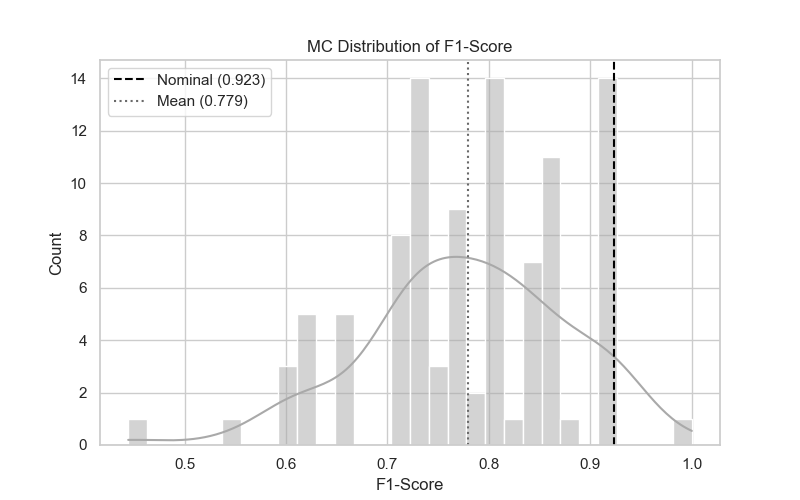 MC Distribution of F1-Score
Nominal (0.923)
Mean (0.779)
14
12
10
8
6
4
2
0
Count
0.5 0.6 0.7 0.8 0.9 1.0
F1-Score